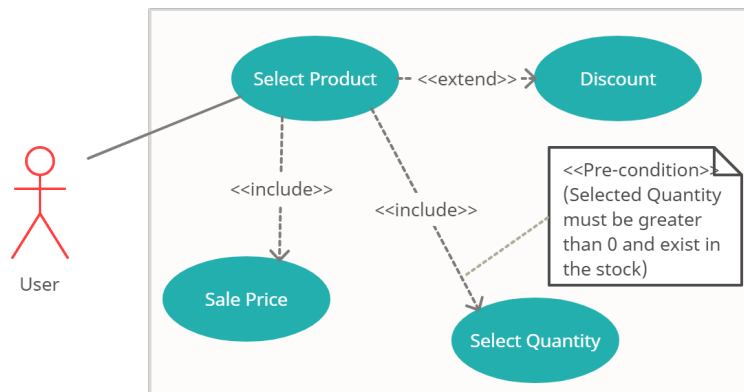 Select Product
<<extend>>
Discount
<<include>>
<<include>>
<<Pre-condition>>
(Selected Quantity
must be greater
than 0 and exist in
the stock)
User
Sale Price
Select Quantity